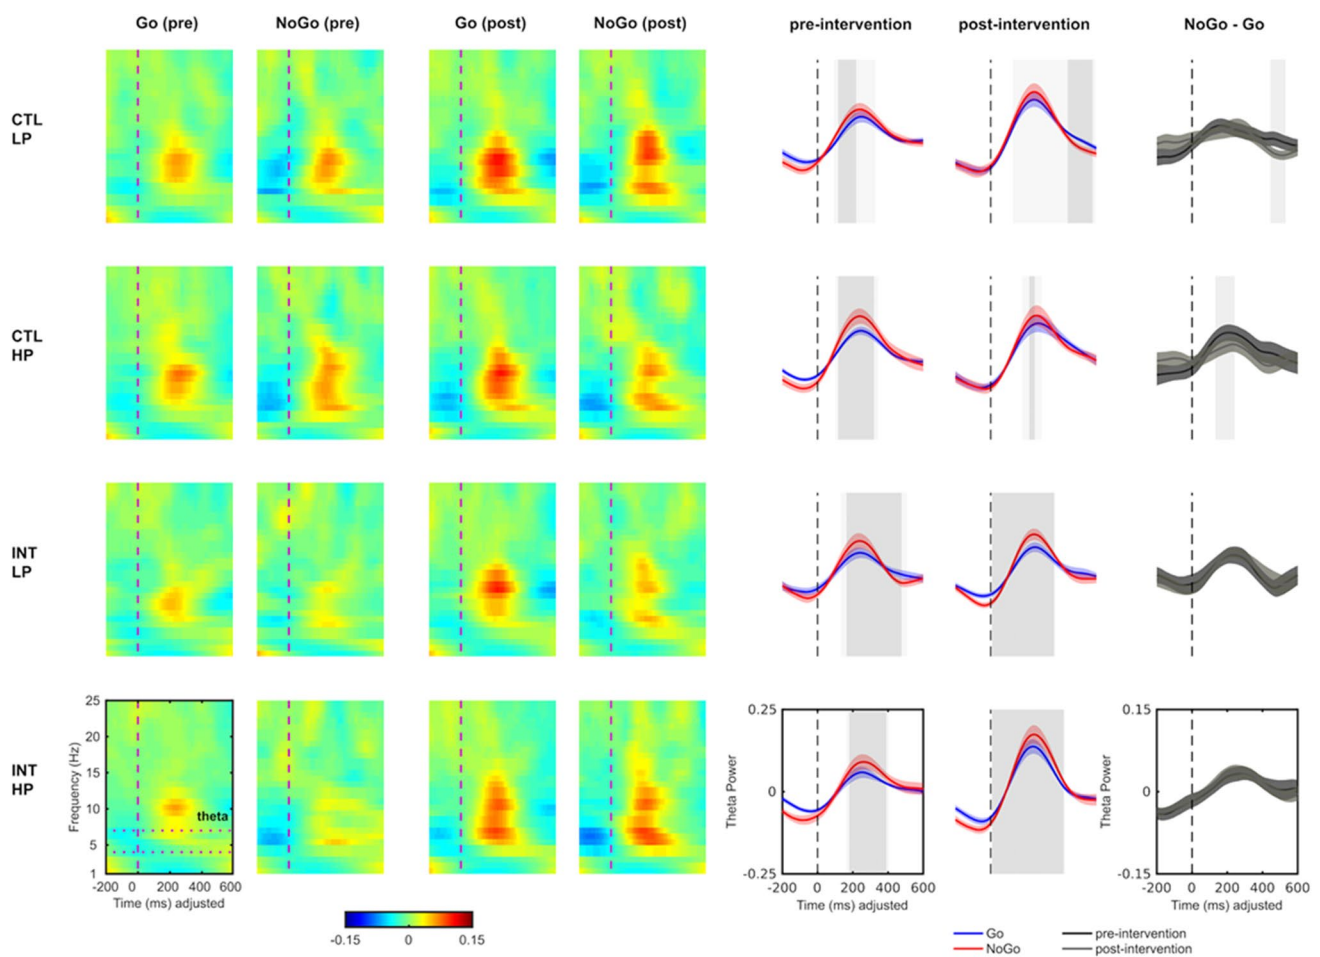 Go (pre) NoGo (pre) Go (post) NoGo (post) pre-intervention post-intervention NoGo - Go
CTL
LP
CTL
HP
INT
LP
INT
HP
Frequency (Hz)
25
20
15
10
5
1
theta
-200 0 200 400 600
Time (ms) adjusted
-0.15 0 0.15
Theta Power
0.25
0
-0.25
-200 0 200 400 600
Time (ms) adjusted
Theta Power
0.15
0
-0.15
-200 0 200 400 600
Time (ms) adjusted
Go
NoGo
pre-intervention
post-intervention